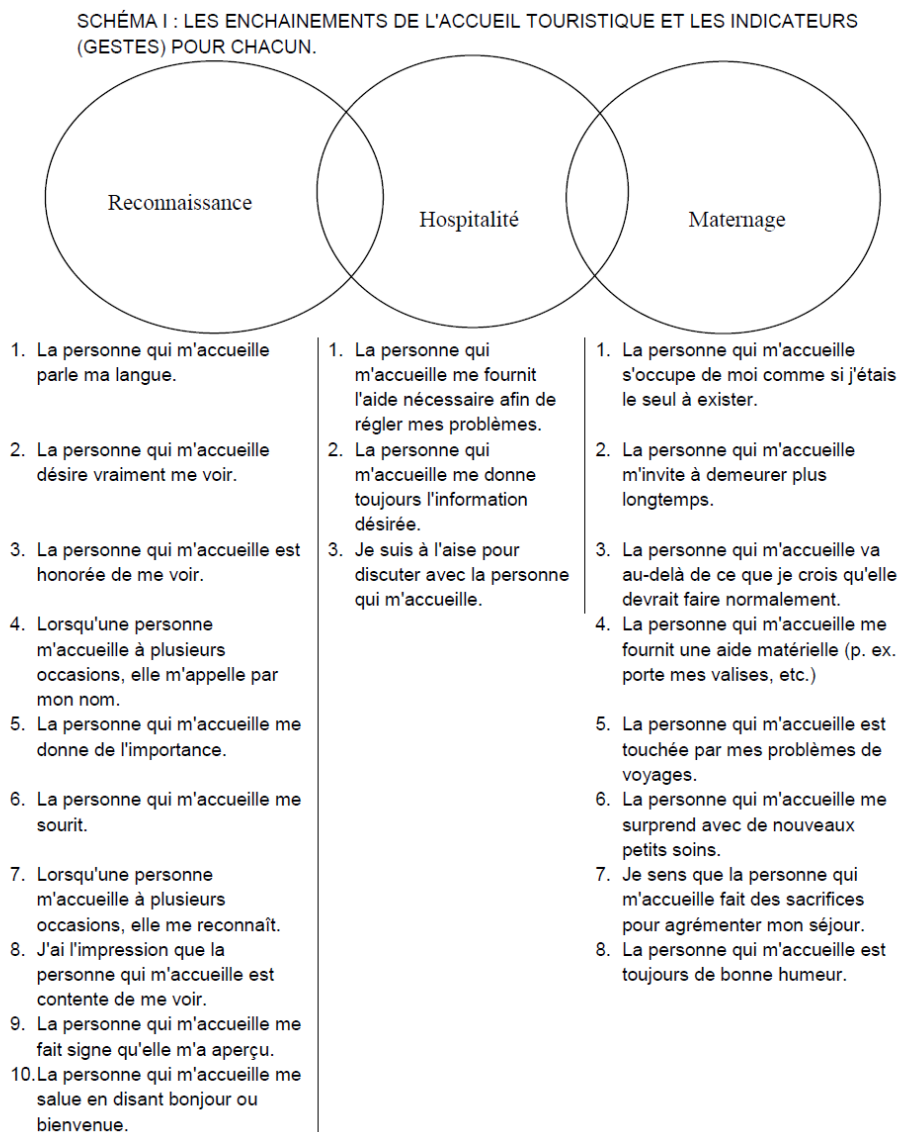 SCHÉMA I : LES ENCHAINEMENTS DE L'ACCUEIL TOURISTIQUE ET LES INDICATEURS
(GESTES) POUR CHACUN.
Reconnaissance
Hospitalité
Maternage
1. La personne qui m'accueille
parle ma langue.
2. La personne qui m'accueille
désire vraiment me voir.
3. La personne qui m'accueille est
honorée de me voir.
4. Lorsqu'une personne
m'accueille à plusieurs
occasions, elle m'appelle par
mon nom.
5. La personne qui m'accueille me
donne de l'importance.
6. La personne qui m'accueille me
sourit.
7. Lorsqu'une personne
m'accueille à plusieurs
occasions, elle me reconnaît.
8. J'ai l'impression que la
personne qui m'accueille est
contente de me voir.
9. La personne qui m'accueille me
fait signe qu'elle m'a aperçu.
10.La personne qui m'accueille me
salue en disant bonjour ou
bienvenue.
1. La personne qui
m'accueille me fournit
l'aide nécessaire afin de
régler mes problèmes.
2. La personne qui
m'accueille me donne
toujours l'information
désirée.
3. Je suis à l'aise pour
discuter avec la personne
qui m'accueille.
1. La personne qui m'accueille
s'occupe de moi comme si j'étais
le seul à exister.
2. La personne qui m'accueille
m'invite à demeurer plus
longtemps.
3. La personne qui m'accueille va
au-delà de ce que je crois qu'elle
devrait faire normalement.
4. La personne qui m'accueille me
fournit une aide matérielle (p. ex.
porte mes valises, etc.)
5. La personne qui m'accueille est
touchée par mes problèmes de
voyages.
6. La personne qui m'accueille me
surprend avec de nouveaux
petits soins.
7. Je sens que la personne qui
m'accueille fait des sacrifices
pour agrémenter mon séjour.
8. La personne qui m'accueille est
toujours de bonne humeur.